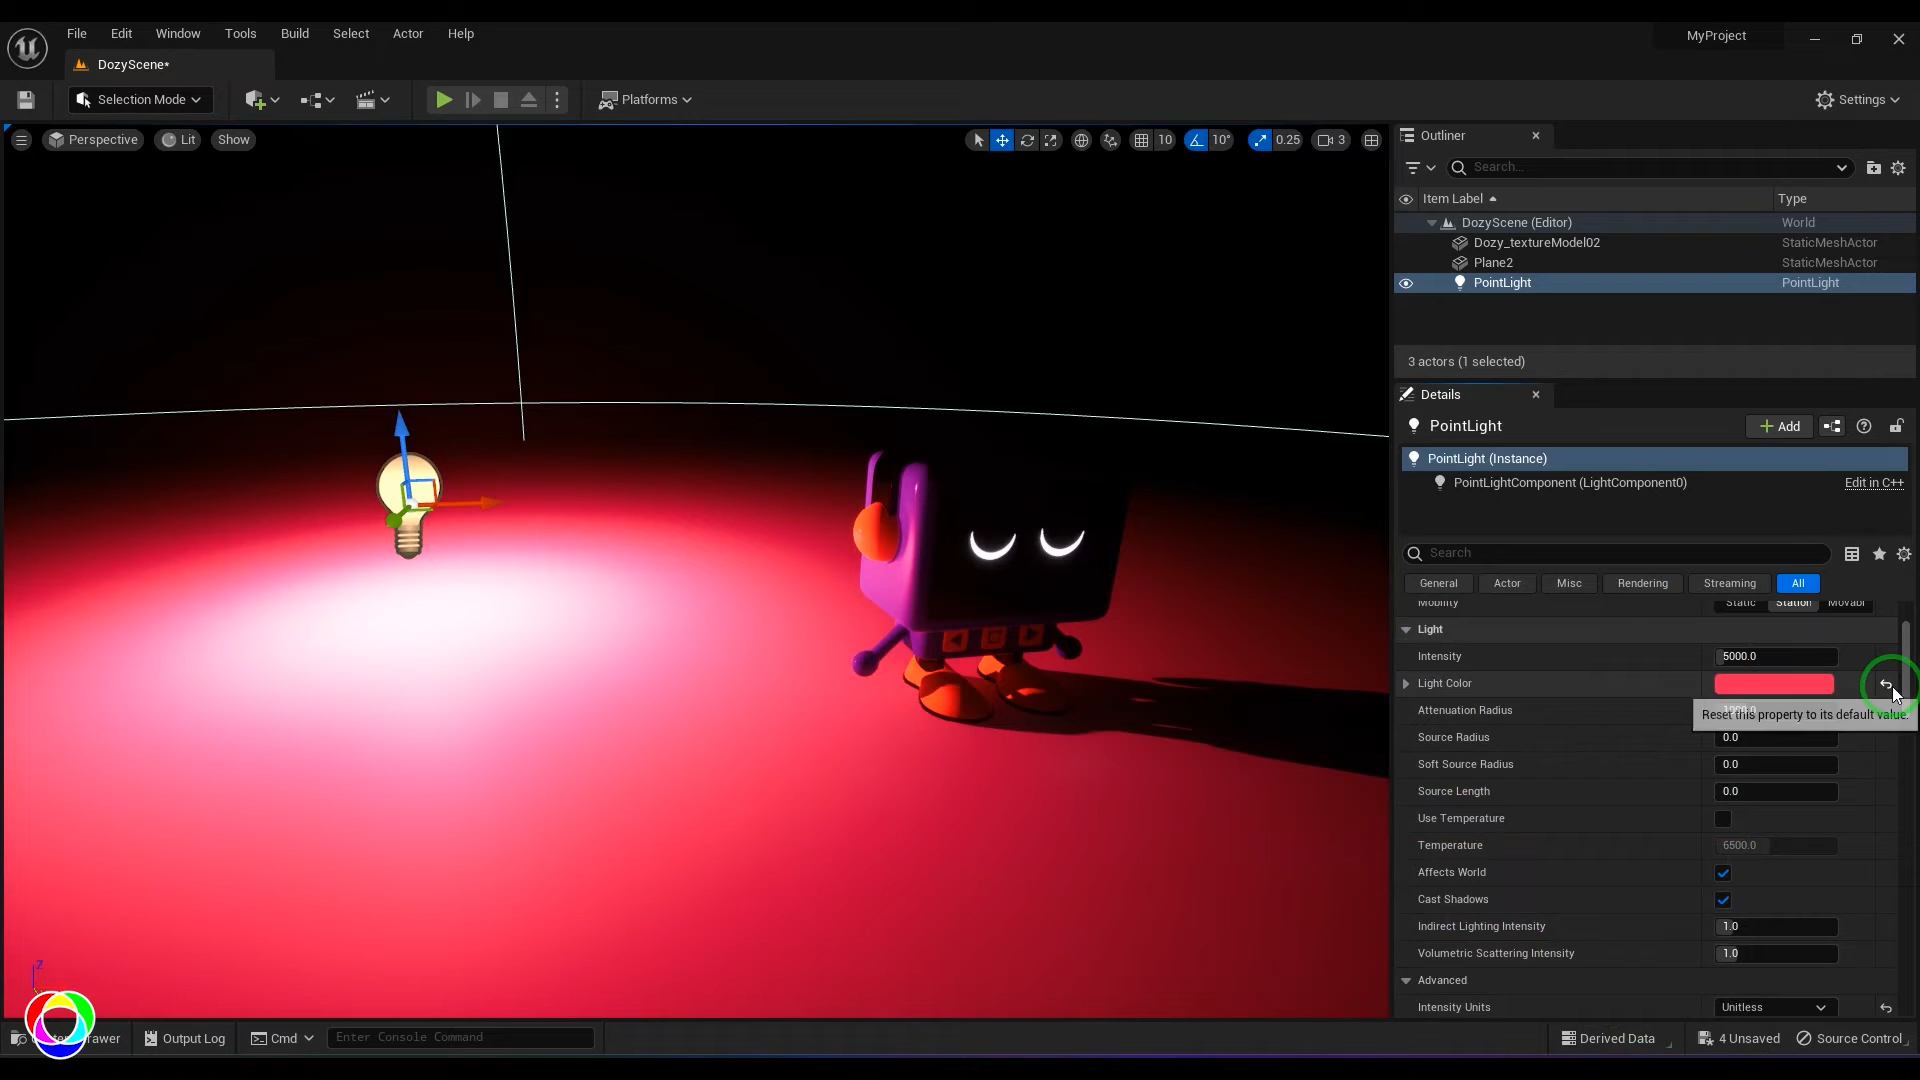 File Edit Window Tools Build Select Actor Help
MyProject
DozyScene*
Selection Mode
Platforms
Settings
Perspective Lit Show
10 10° 0.25 3
Outliner
Search...
Item Label Type
DozyScene (Editor) World
Dozy_textureModel02 StaticMeshActor
Plane2 StaticMeshActor
PointLight PointLight
3 actors (1 selected)
Details
PointLight
Add
PointLight (Instance)
PointLightComponent (LightComponent0) Edit in C++
Search
General Actor Misc Rendering Streaming All
Mobility Static Station Movabl
Light
Intensity 5000.0
Light Color
Attenuation Radius
Reset this property to its default value.
Source Radius 0.0
Soft Source Radius 0.0
Source Length 0.0
Use Temperature
Temperature 6500.0
Affects World
Cast Shadows
Indirect Lighting Intensity 1.0
Volumetric Scattering Intensity 1.0
Advanced
Intensity Units Unitless
Z
Output Log
Cmd
Enter Console Command
Derived Data
4 Unsaved
Source Control